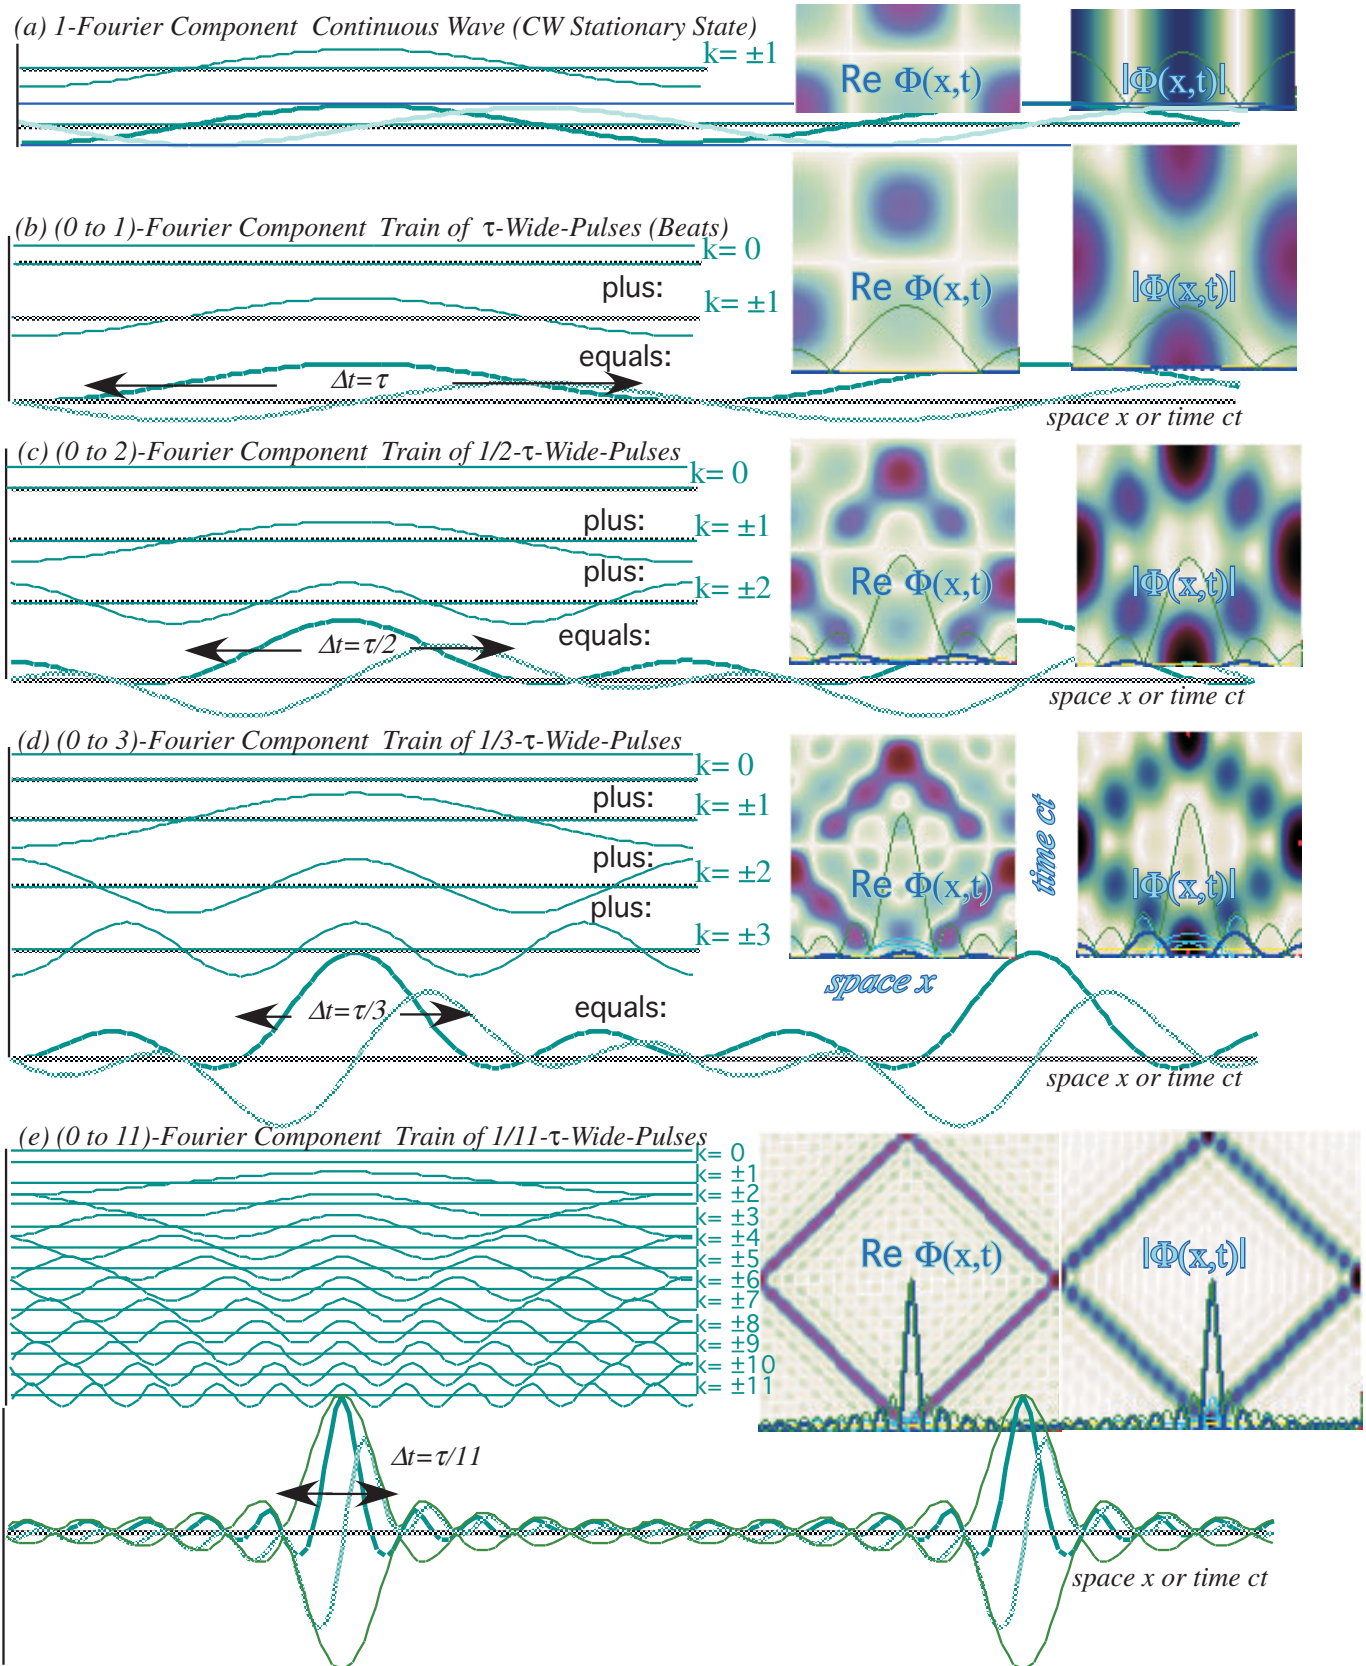 (a) 1-Fourier Component Continuous Wave (CW Stationary State)
k= ±1
Re Φ(x,t)
|Φ(x,t)|
(b) (0 to 1)-Fourier Component Train of τ-Wide-Pulses (Beats)
k= 0
plus:
k= ±1
Re Φ(x,t)
|Φ(x,t)|
equals:
Δt=τ
space x or time ct
(c) (0 to 2)-Fourier Component Train of 1/2-τ-Wide-Pulses
k= 0
plus:
k= ±1
plus:
k= ±2
Re Φ(x,t)
|Φ(x,t)|
equals:
Δt=τ/2
space x or time ct
(d) (0 to 3)-Fourier Component Train of 1/3-τ-Wide-Pulses
k= 0
plus:
k= ±1
plus:
k= ±2
plus:
k= ±3
Re Φ(x,t)
time ct
|Φ(x,t)|
space x
Δt=τ/3
equals:
space x or time ct
(e) (0 to 11)-Fourier Component Train of 1/11-τ-Wide-Pulses
k= 0
k= ±1
k= ±2
k= ±3
k= ±4
k= ±5
k= ±6
k= ±7
k= ±8
k= ±9
k= ±10
k= ±11
Re Φ(x,t)
|Φ(x,t)|
Δt=τ/11
space x or time ct